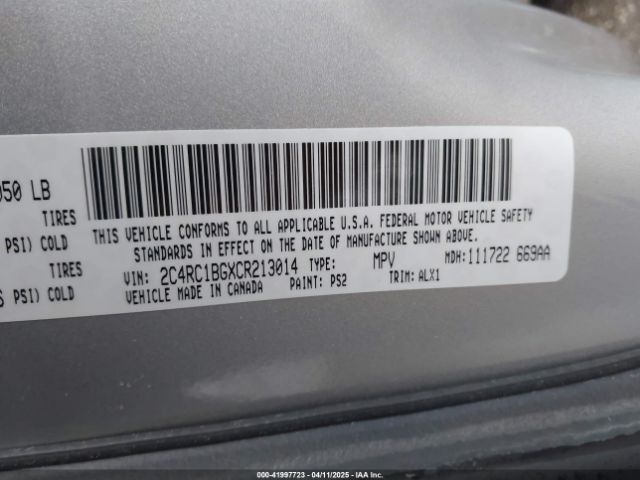 050 LB
TIRES
PSI) COLD
TIRES
PSI) COLD
THIS VEHICLE CONFORMS TO ALL APPLICABLE U.S.A. FEDERAL MOTOR VEHICLE SAFETY
STANDARDS IN EFFECT ON THE DATE OF MANUFACTURE SHOWN ABOVE.
VIN: 2C4RC1BGXCR213014 TYPE: MPV MDH: 111722 669AA
VEHICLE MADE IN CANADA PAINT: PS2 TRIM: ALX1
000-41997723 - 04/11/2025 - IAA Inc.